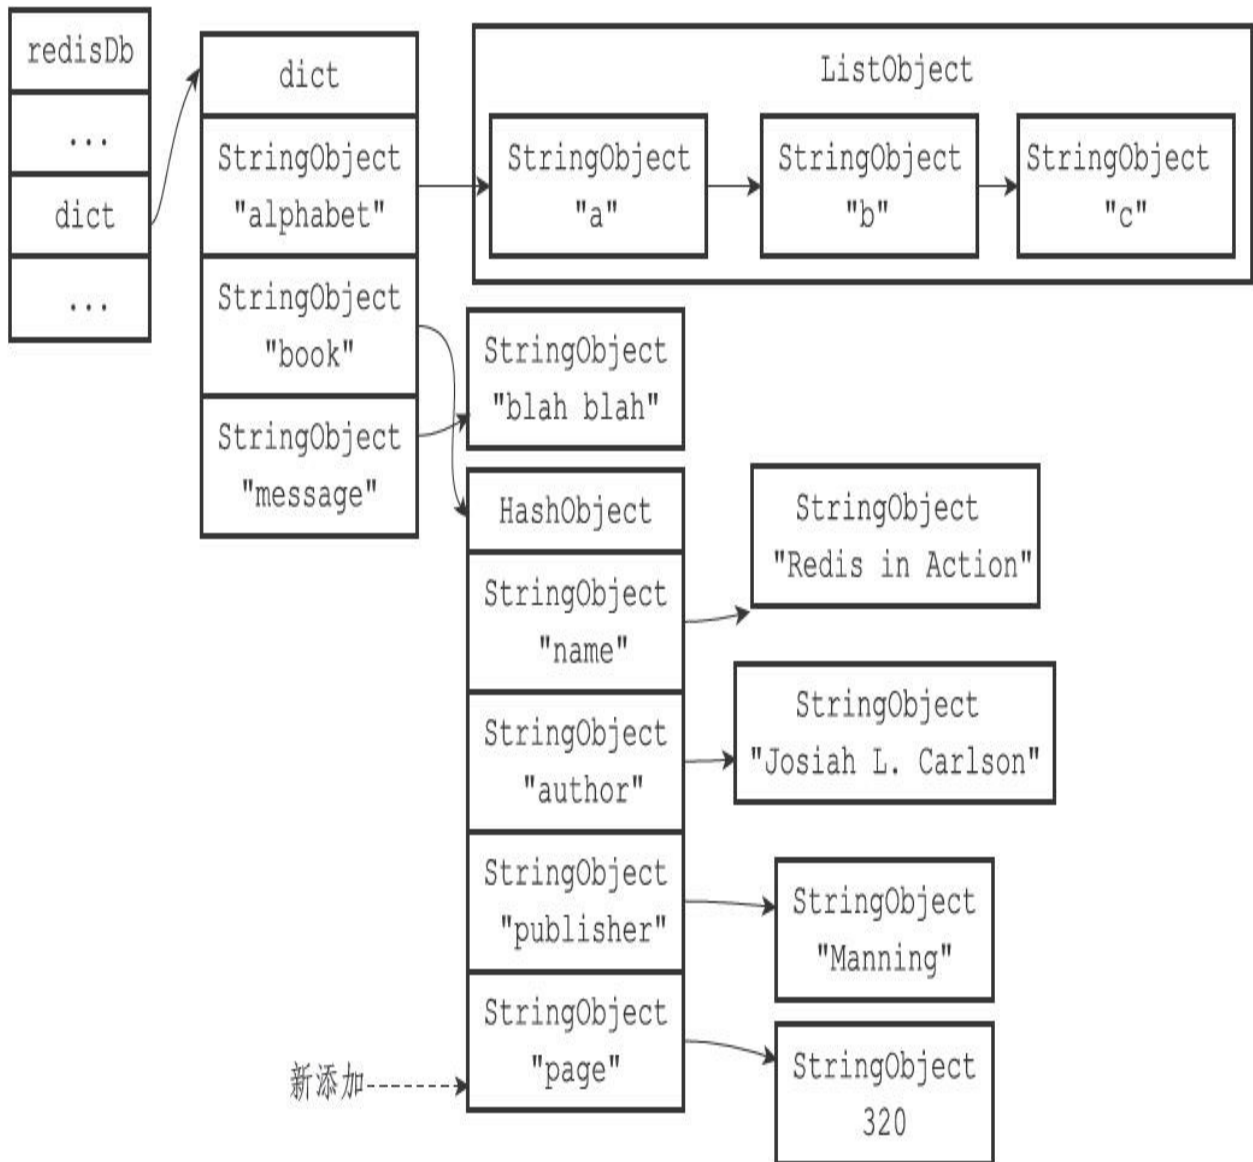 redisDb
...
dict
...
dict
StringObject
"alphabet"
StringObject
"book"
StringObject
"message"
ListObject
StringObject
"a"
StringObject
"b"
StringObject
"c"
StringObject
"blah blah"
HashObject
StringObject
"name"
StringObject
"author"
StringObject
"publisher"
StringObject
"page"
StringObject
"Redis in Action"
StringObject
"Josiah L. Carlson"
StringObject
"Manning"
StringObject
320
新添加